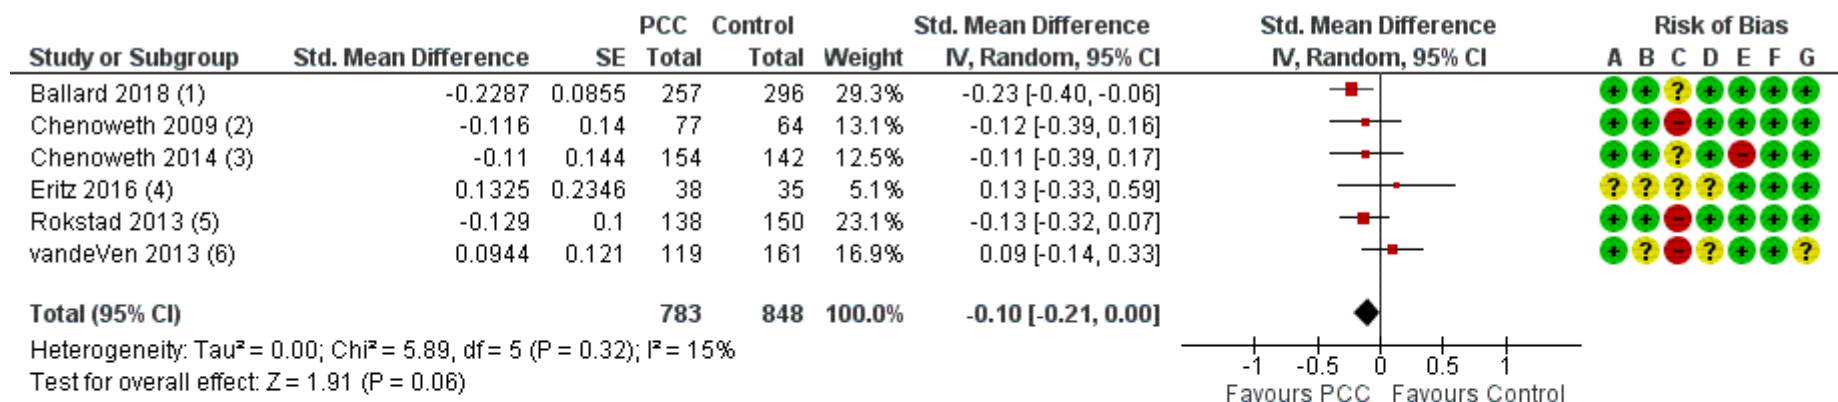 PCC Control Std. Mean Difference Std. Mean Difference Risk of Bias
Study or Subgroup Std. Mean Difference SE Total Total Weight IV, Random, 95% CI IV, Random, 95% CI A B C D E F G
Ballard 2018 (1) -0.2287 0.0855 257 296 29.3% -0.23 [-0.40, -0.06] + + ? + + + +
Chenoweth 2009 (2) -0.116 0.14 77 64 13.1% -0.12 [-0.39, 0.16] + + - + + + +
Chenoweth 2014 (3) -0.11 0.144 154 142 12.5% -0.11 [-0.39, 0.17] + + ? + - + +
Eritz 2016 (4) 0.1325 0.2346 38 35 5.1% 0.13 [-0.33, 0.59] ? ? ? ? + + +
Rokstad 2013 (5) -0.129 0.1 138 150 23.1% -0.13 [-0.32, 0.07] + + - + + + +
vandeVen 2013 (6) 0.0944 0.121 119 161 16.9% 0.09 [-0.14, 0.33] + ? - ? + + ?
Total (95% CI) 783 848 100.0% -0.10 [-0.21, 0.00]
Heterogeneity: Tau² = 0.00; Chi² = 5.89, df = 5 (P = 0.32); I² = 15%
Test for overall effect: Z = 1.91 (P = 0.06)
-1 -0.5 0 0.5 1
Favours PCC Favours Control